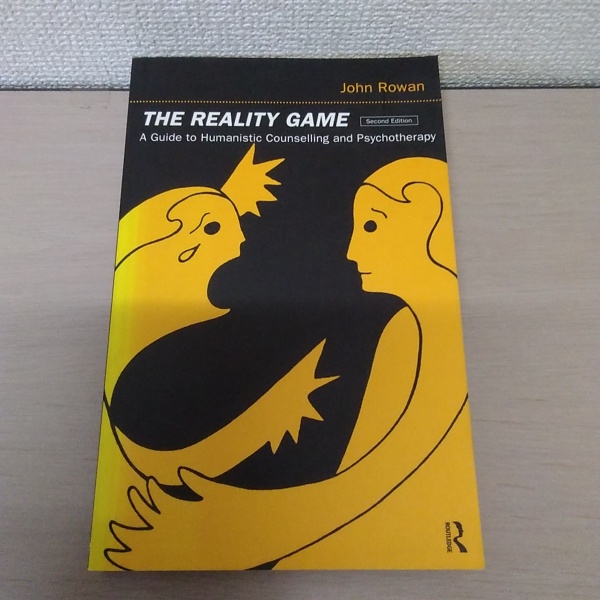 John Rowan
THE REALITY GAME Second Edition
A Guide to Humanistic Counselling and Psychotherapy
ROUTLEDGE